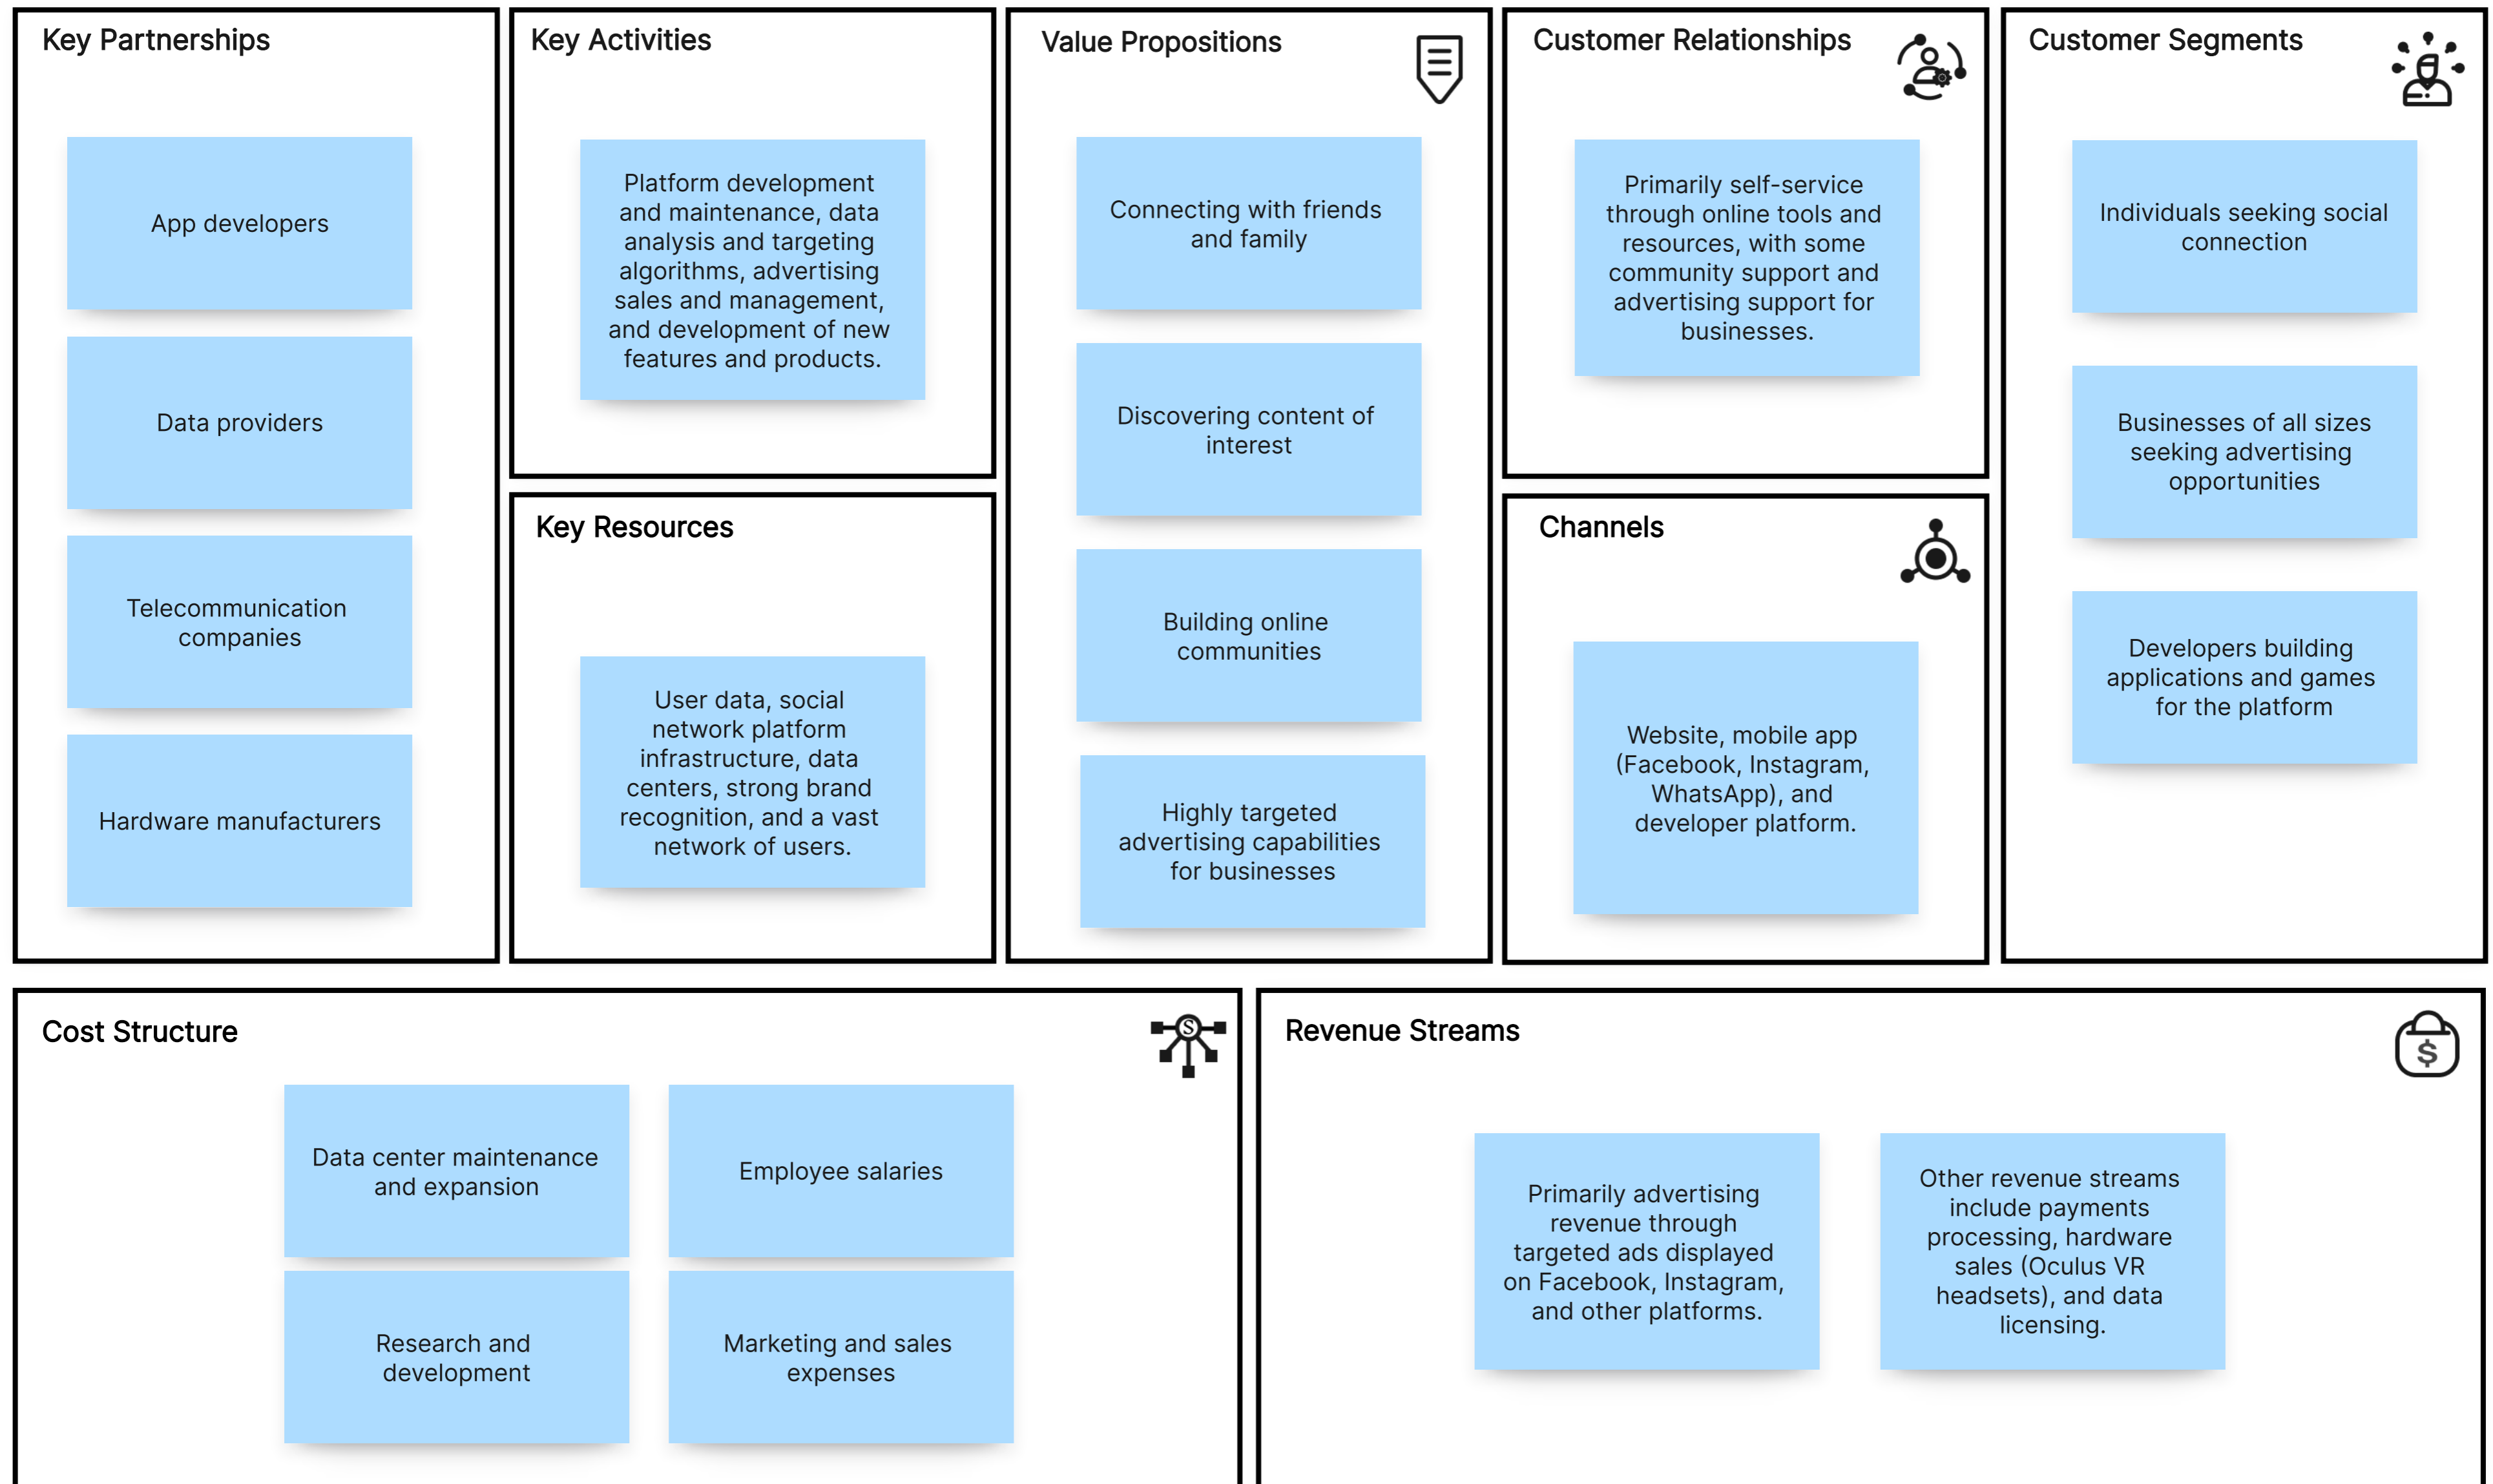 Key Partnerships
App developers
Data providers
Telecommunication
companies
Hardware manufacturers
Key Activities
Platform development
and maintenance, data
analysis and targeting
algorithms, advertising
sales and management,
and development of new
features and products.
Key Resources
User data, social
network platform
infrastructure, data
centers, strong brand
recognition, and a vast
network of users.
Value Propositions
Connecting with friends
and family
Discovering content of
interest
Building online
communities
Highly targeted
advertising capabilities
for businesses
Customer Relationships
Primarily self-service
through online tools and
resources, with some
community support and
advertising support for
businesses.
Channels
Website, mobile app
(Facebook, Instagram,
WhatsApp), and
developer platform.
Customer Segments
Individuals seeking social
connection
Businesses of all sizes
seeking advertising
opportunities
Developers building
applications and games
for the platform
Cost Structure
S
Data center maintenance
and expansion
Employee salaries
Research and
development
Marketing and sales
expenses
Revenue Streams
$
Primarily advertising
revenue through
targeted ads displayed
on Facebook, Instagram,
and other platforms.
Other revenue streams
include payments
processing, hardware
sales (Oculus VR
headsets), and data
licensing.